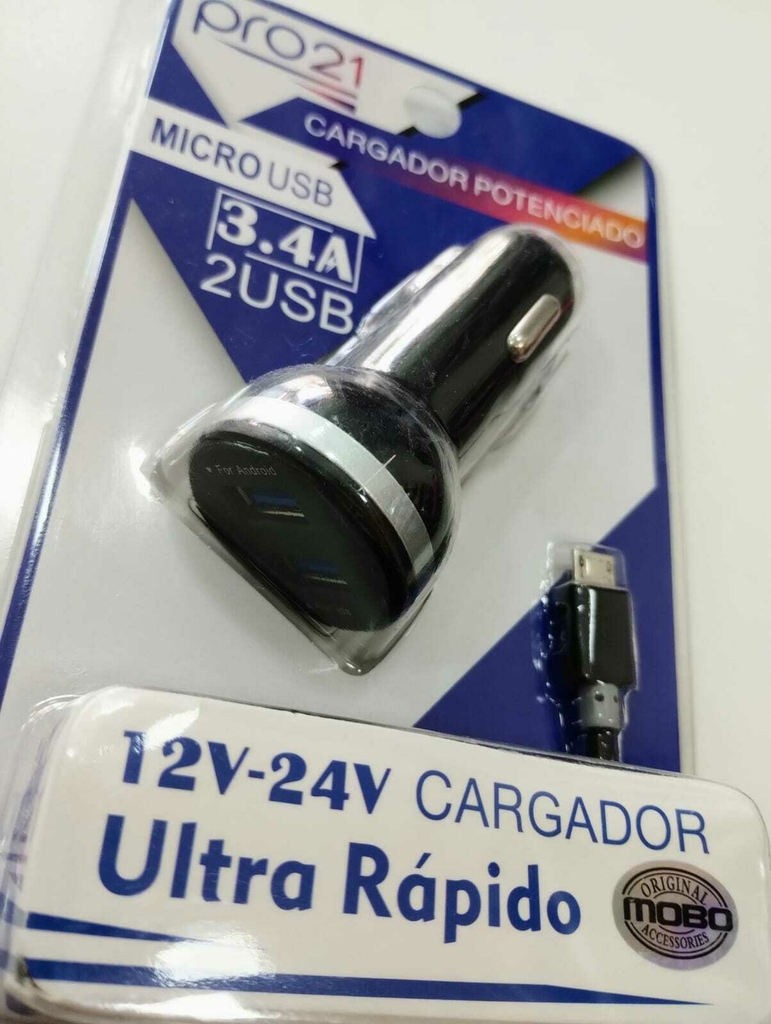 pro21
CARGADOR POTENCIADO
MICRO USB
3.4A
2USB
For Android
12V-24V CARGADOR
Ultra Rápido
ORIGINAL
MOBO
ACCESSORIES